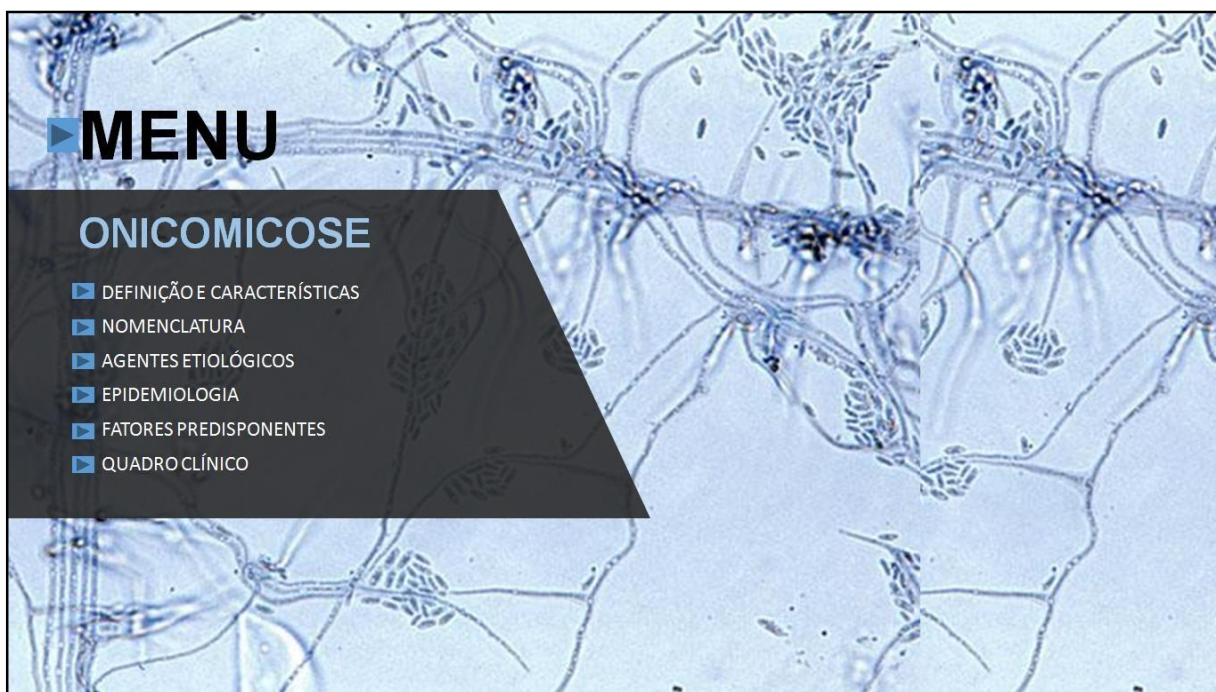 MENU
ONICOMICOSE
DEFINIÇÃO E CARACTERÍSTICAS
NOMENCLATURA
AGENTES ETIOLÓGICOS
EPIDEMIOLOGIA
FATORES PREDISPONENTES
QUADRO CLÍNICO